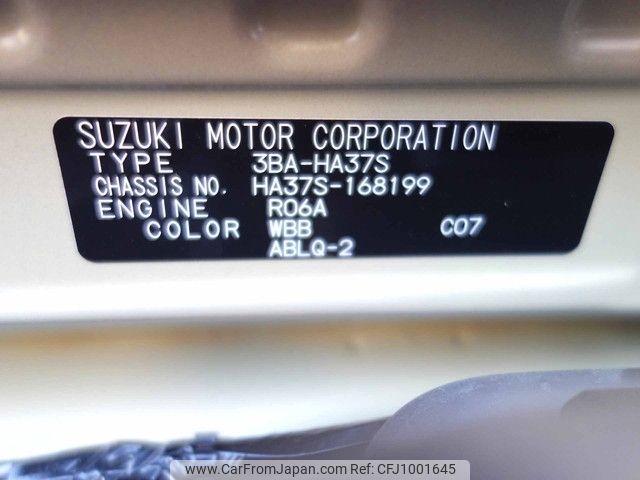 SUZUKI MOTOR CORPORATION
TYPE 3BA-HA37S
CHASSIS NO. HA37S-168199
ENGINE R06A
COLOR WBB C07
ABLQ-2
www.CarFromJapan.com | CFJ1001645